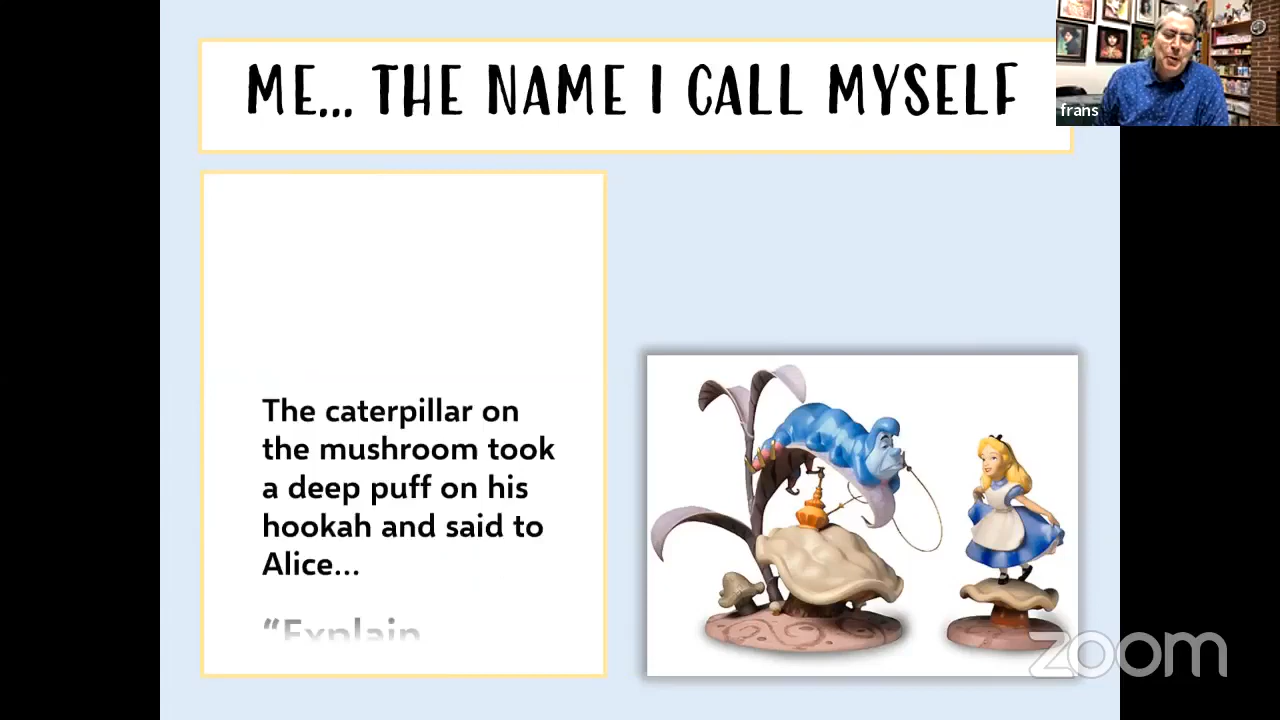 ME... THE NAME I CALL MYSELF
frans
The caterpillar on
the mushroom took
a deep puff on his
hookah and said to
Alice...
“Explain
zoom